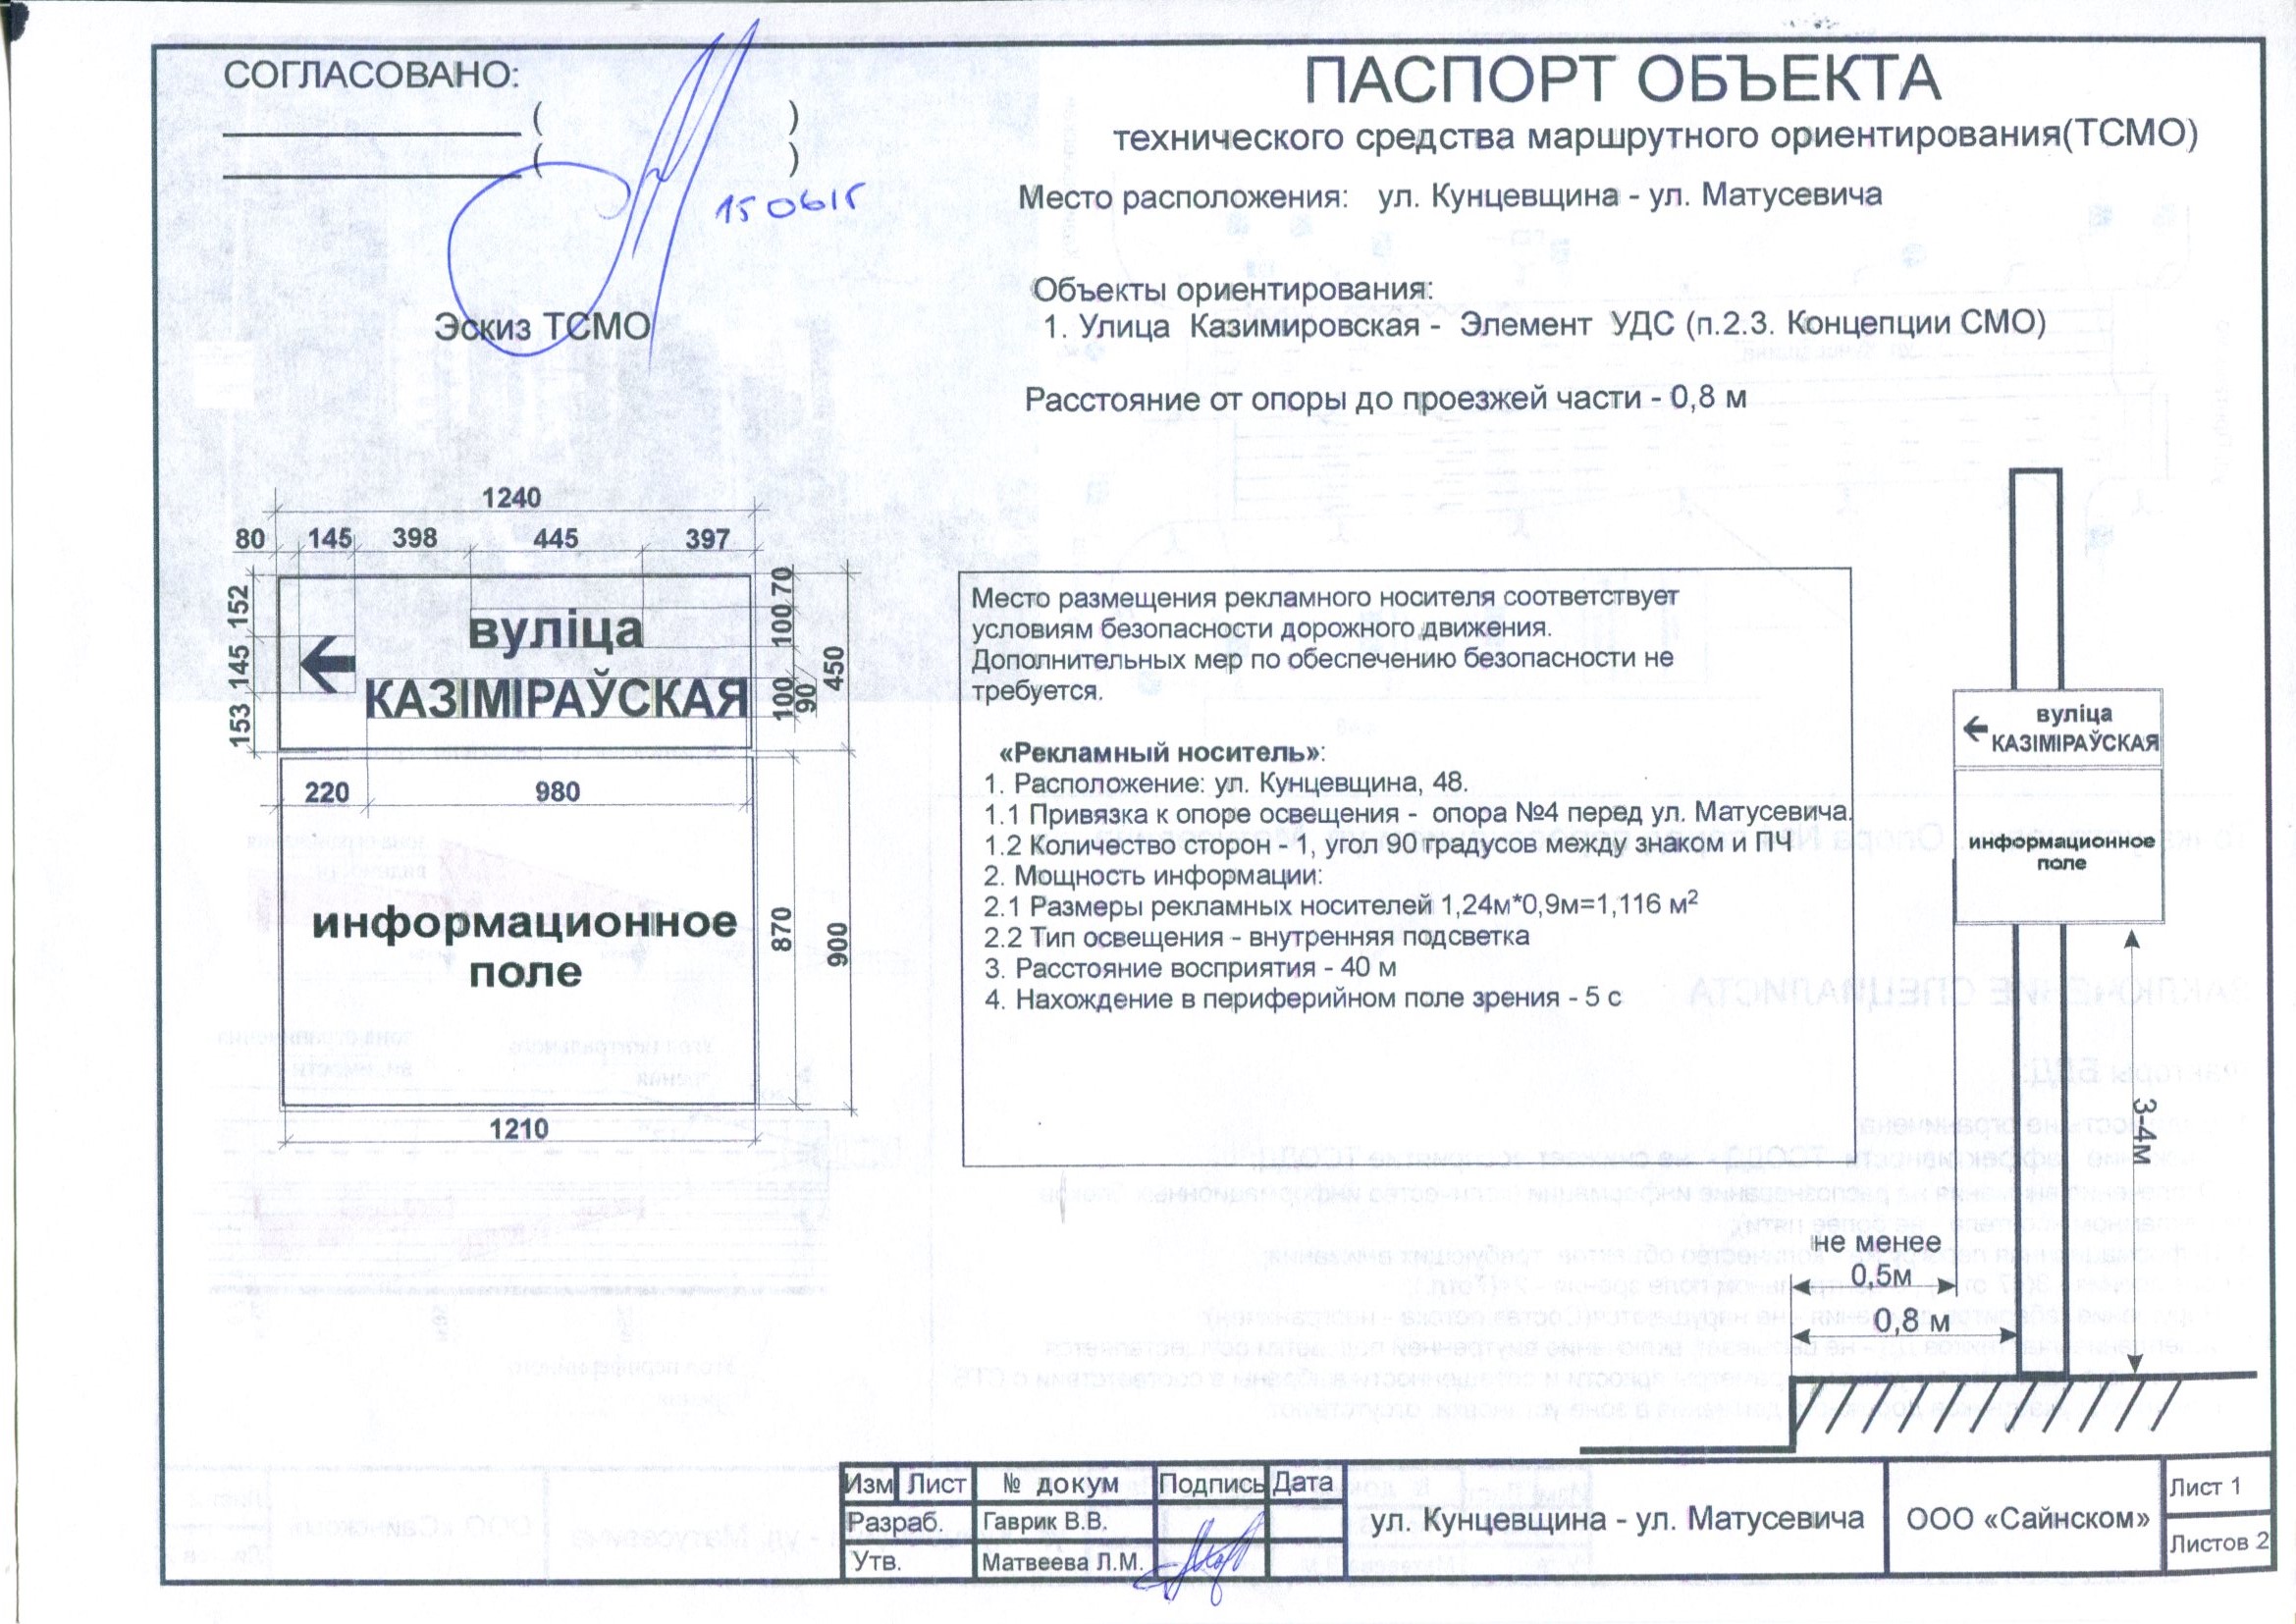 СОГЛАСОВАНО:
( )
( )
150615
ПАСПОРТ ОБЪЕКТА
технического средства маршрутного ориентирования(ТСМО)
Место расположения: ул. Кунцевщина - ул. Матусевича
Объекты ориентирования:
1. Улица Казимировская - Элемент УДС (п.2.3. Концепции СМО)
Расстояние от опоры до проезжей части - 0,8 м
Эскиз ТСМО
1240
80 145 398 445 397
152
145
153
вуліца
КАЗІМІРАЎСКАЯ
70
100
100
90
450
220 980
информационное
поле
870
900
1210
Место размещения рекламного носителя соответствует
условиям безопасности дорожного движения.
Дополнительных мер по обеспечению безопасности не
требуется.
«Рекламный носитель»:
1. Расположение: ул. Кунцевщина, 48.
1.1 Привязка к опоре освещения - опора №4 перед ул. Матусевича.
1.2 Количество сторон - 1, угол 90 градусов между знаком и ПЧ
2. Мощность информации:
2.1 Размеры рекламных носителей 1,24м*0,9м=1,116 м²
2.2 Тип освещения - внутренняя подсветка
3. Расстояние восприятия - 40 м
4. Нахождение в периферийном поле зрения - 5 с
вуліца
КАЗІМІРАЎСКАЯ
информационное
поле
3-4м
не менее
0,5м
0,8 м
Изм Лист № докум Подпись Дата
Разраб. Гаврик В.В.
Утв. Матвеева Л.М.
ул. Кунцевщина - ул. Матусевича
ООО «Сайнском»
Лист 1
Листов 2